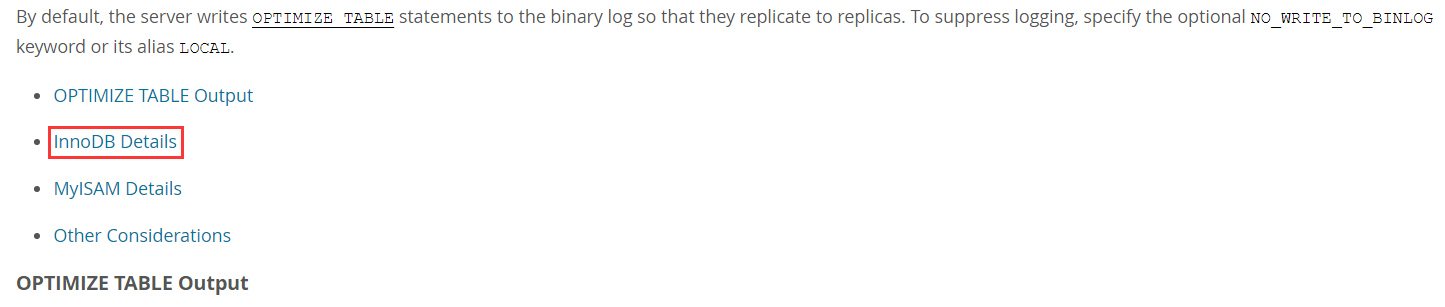 By default, the server writes OPTIMIZE TABLE statements to the binary log so that they replicate to replicas. To suppress logging, specify the optional NO_WRITE_TO_BINLOG
keyword or its alias LOCAL.
• OPTIMIZE TABLE Output
• InnoDB Details
• MyISAM Details
• Other Considerations
OPTIMIZE TABLE Output